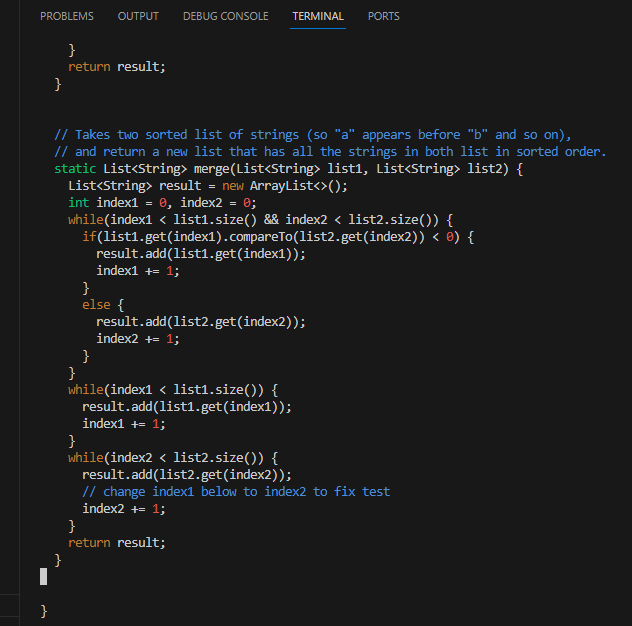 PROBLEMS OUTPUT DEBUG CONSOLE TERMINAL PORTS
}
return result;
}
// Takes two sorted list of strings (so "a" appears before "b" and so on),
// and return a new list that has all the strings in both list in sorted order.
static List<String> merge(List<String> list1, List<String> list2) {
List<String> result = new ArrayList<>();
int index1 = 0, index2 = 0;
while(index1 < list1.size() && index2 < list2.size()) {
if(list1.get(index1).compareTo(list2.get(index2)) < 0) {
result.add(list1.get(index1));
index1 += 1;
}
else {
result.add(list2.get(index2));
index2 += 1;
}
}
while(index1 < list1.size()) {
result.add(list1.get(index1));
index1 += 1;
}
while(index2 < list2.size()) {
result.add(list2.get(index2));
// change index1 below to index2 to fix test
index2 += 1;
}
return result;
}
}